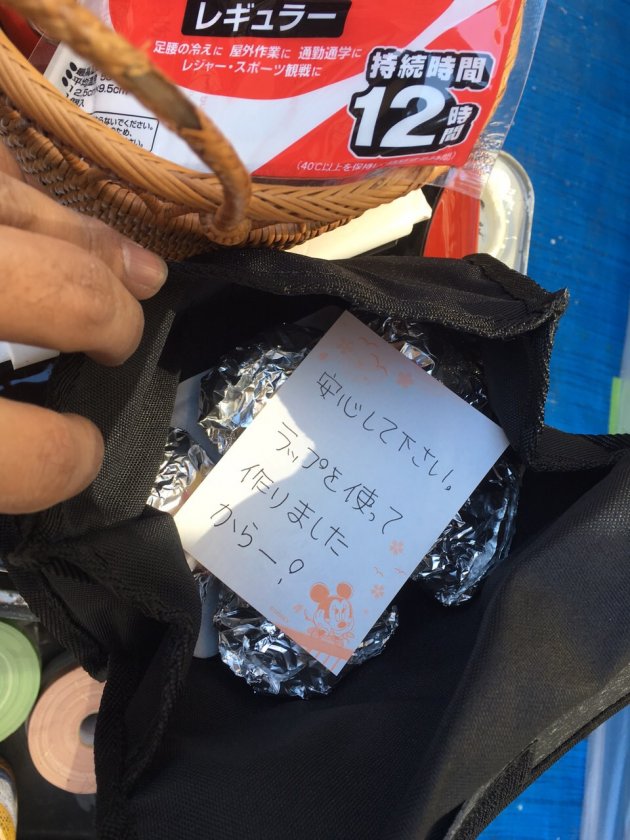 レギュラー
足腰の冷えに 屋外作業に 通勤通学に
レジャー・スポーツ観戦に
持続時間
12時間
安心して下さい。
ラップを使って
作りました
からー!